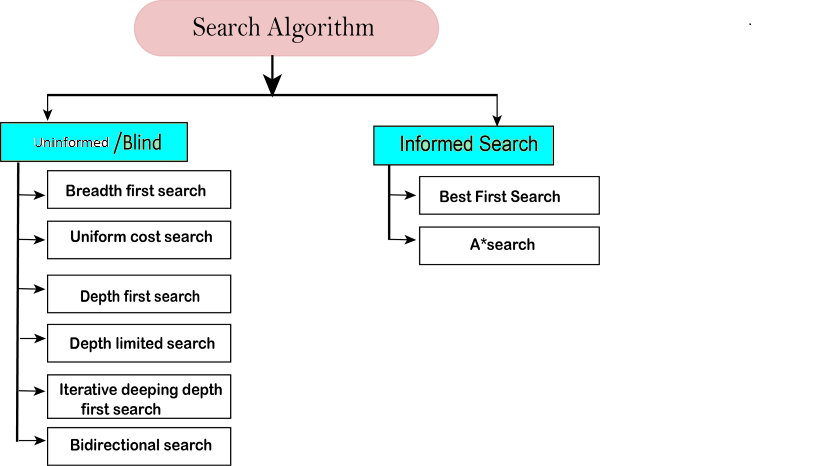 Search Algorithm
Uninformed /Blind
Breadth first search
Uniform cost search
Depth first search
Depth limited search
Iterative deeping depth
first search
Bidirectional search
Informed Search
Best First Search
A*search